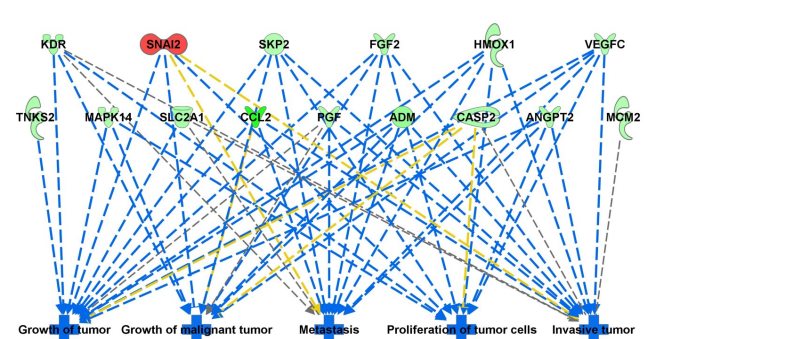 KDR SNAI2 SKP2 FGF2 HMOX1 VEGFC
TNKS2 MAPK14 SLC2A1 CCL2 PGF ADM CASP2 ANGPT2 MCM2
Growth of tumor Growth of malignant tumor Metastasis Proliferation of tumor cells Invasive tumor